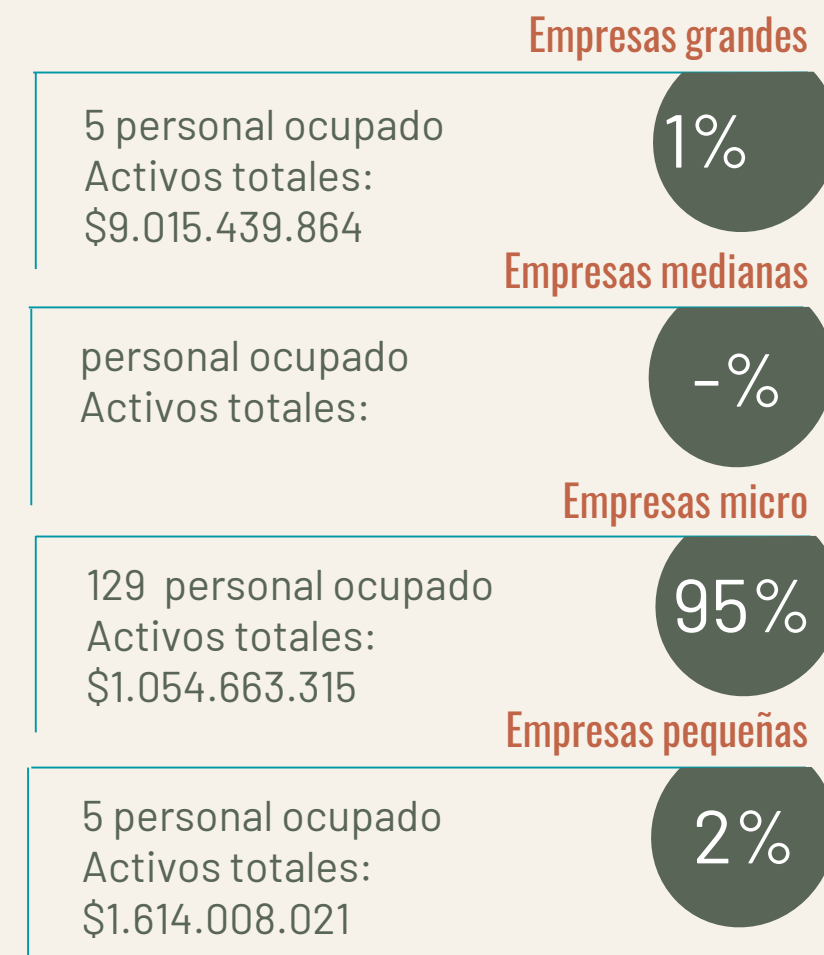 Empresas grandes
5 personal ocupado
1%
Activos totales:
$9.015.439.864
Empresas medianas
personal ocupado
-%
Activos totales:
Empresas micro
129  personal ocupado
95%
Activos totales:
$1.054.663.315
Empresas pequeñas
5 personal ocupado
2%
Activos totales:
$1.614.008.021